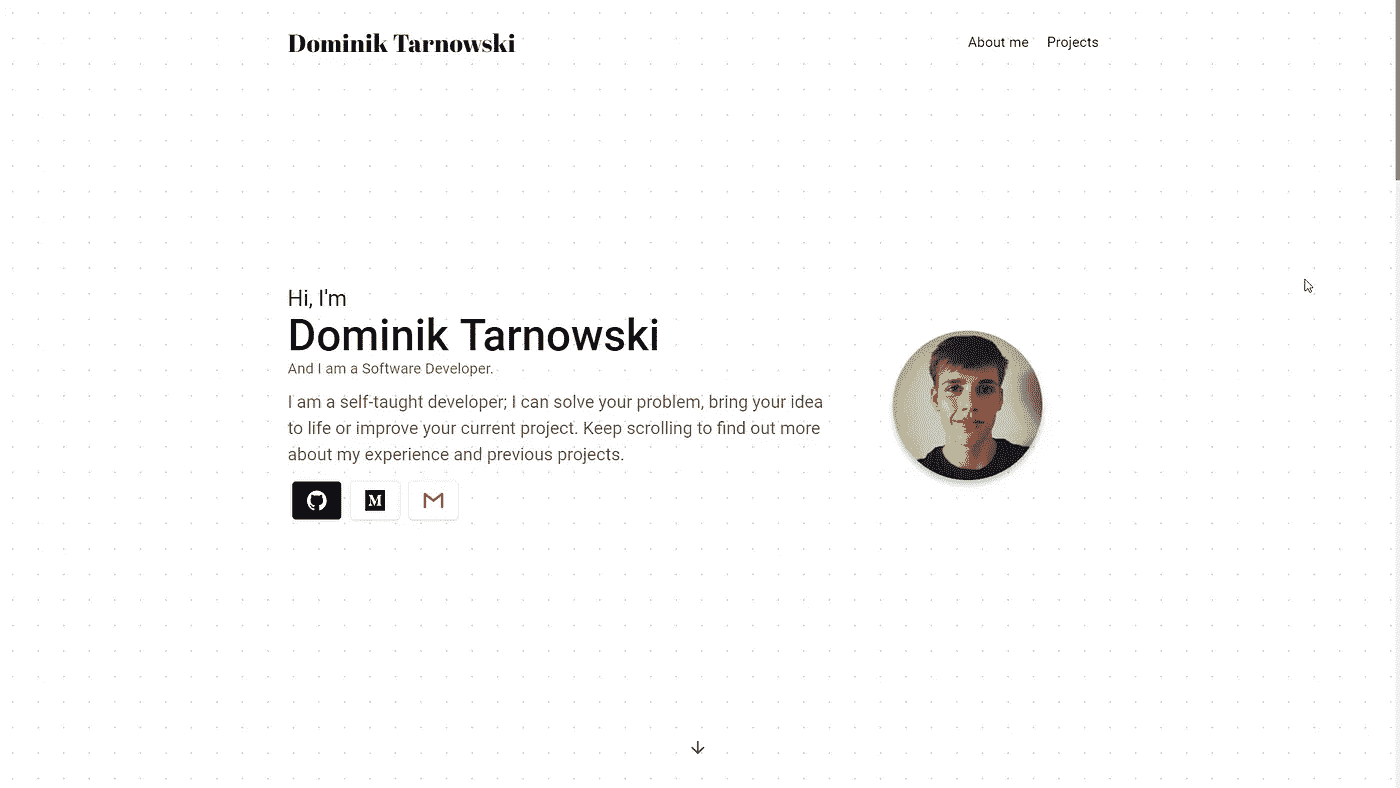 Dominik Tarnowski
About me Projects
Hi, I'm
Dominik Tarnowski
And I am a Software Developer.
I am a self-taught developer; I can solve your problem, bring your idea
to life or improve your current project. Keep scrolling to find out more
about my experience and previous projects.
M